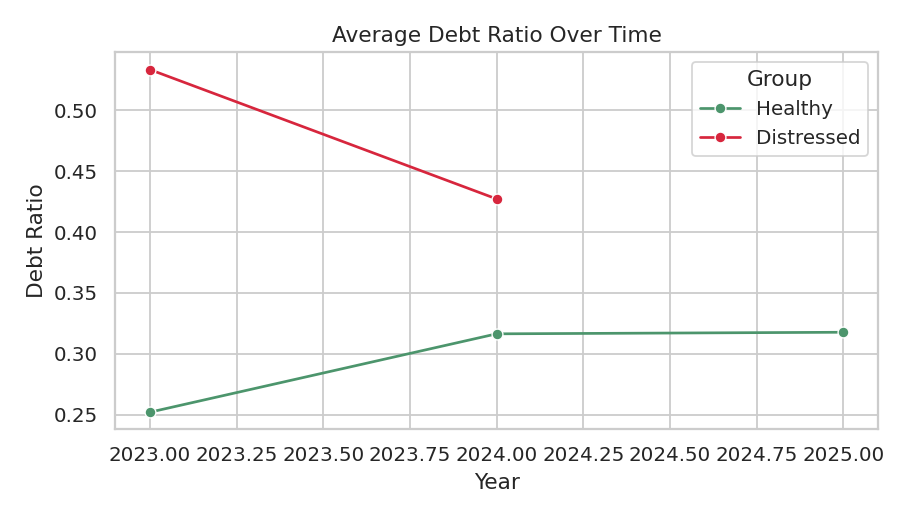 Average Debt Ratio Over Time
Group
Healthy
Distressed
Debt Ratio
0.50
0.45
0.40
0.35
0.30
0.25
2023.00 2023.25 2023.50 2023.75 2024.00 2024.25 2024.50 2024.75 2025.00
Year